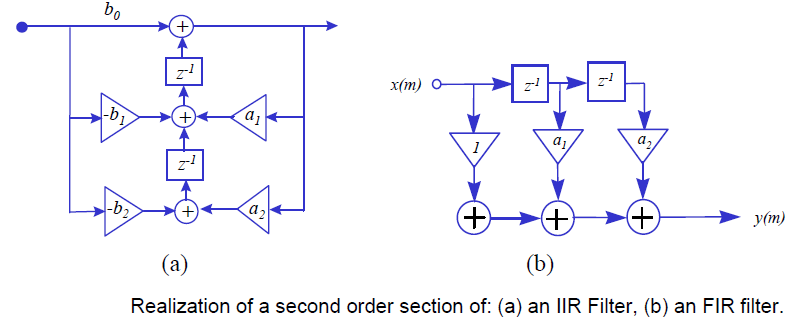 b0
+
z-1
-b1
+
a1
z-1
-b2
+
a2
(a)
x(m)
z-1
z-1
1
a1
a2
+
+
+
y(m)
(b)
Realization of a second order section of: (a) an IIR Filter, (b) an FIR filter.